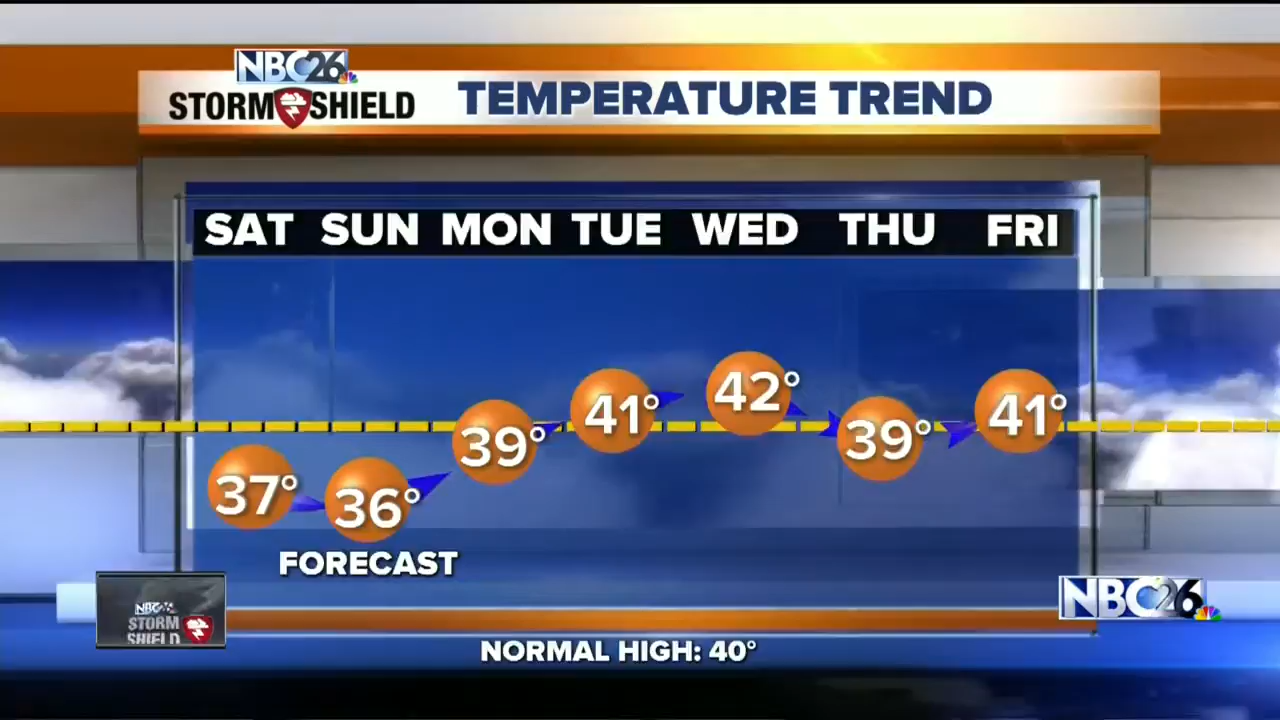 NBC26
STORM SHIELD
TEMPERATURE TREND
SAT SUN MON TUE WED THU FRI
37° 36° 39° 41° 42° 39° 41°
FORECAST
NBC26
STORM
SHIELD
NBC26
NORMAL HIGH: 40°